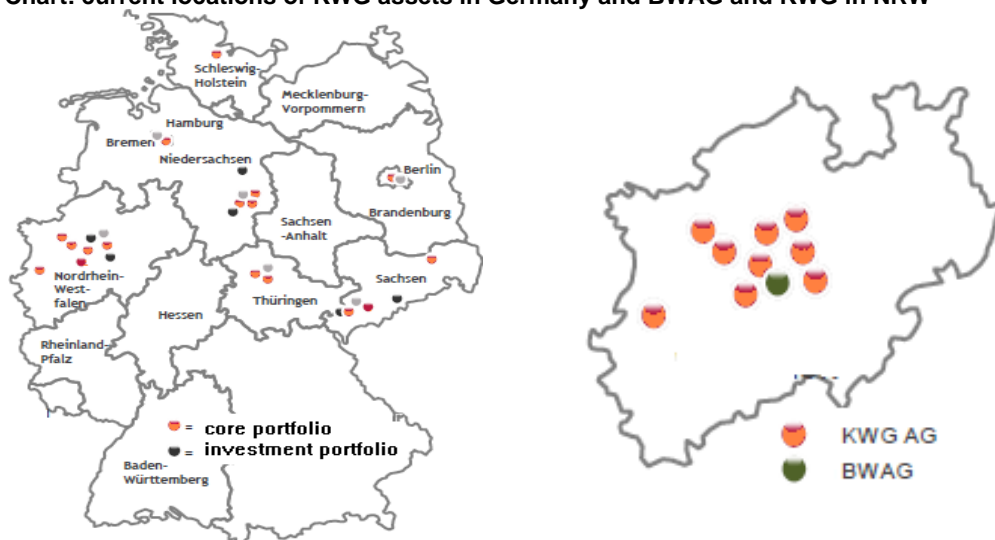 Chart: current locations of KWG assets in Germany and BWAG and KWG in NRW
Schleswig-
Holstein
Mecklenburg-
Vorpommern
Hamburg
Bremen
Niedersachsen
Berlin
Brandenburg
Sachsen
-Anhalt
Nordrhein-
West-
falen
Sachsen
Thüringen
Hessen
Rheinland-
Pfalz
= core portfolio
= investment portfolio
Baden-
Württemberg
KWG AG
BWAG